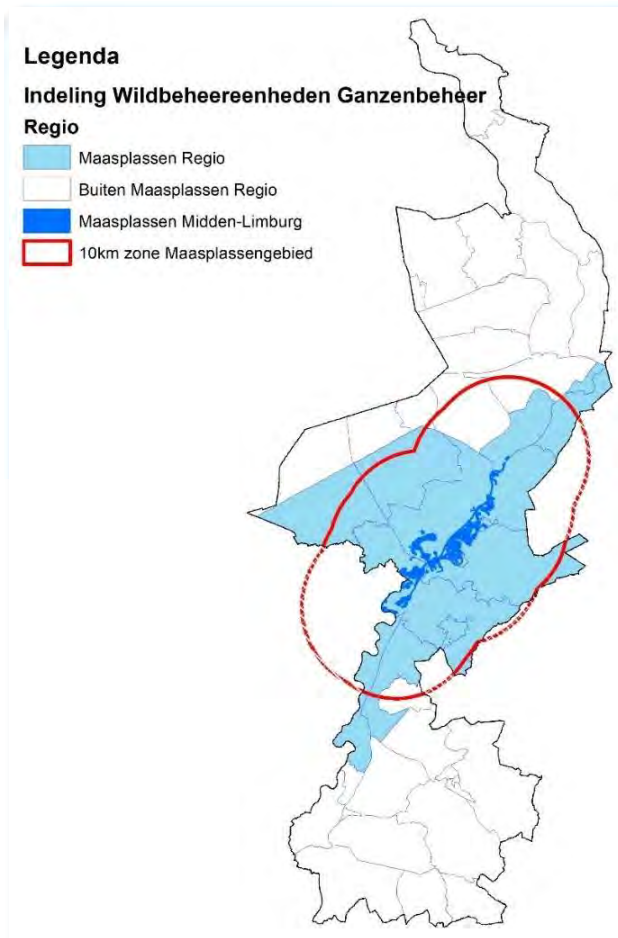 Legenda
Indeling Wildbeheereenheden Ganzenbeheer
Regio
Maasplassen Regio
Buiten Maasplassen Regio
Maasplassen Midden-Limburg
10km zone Maasplassengebied